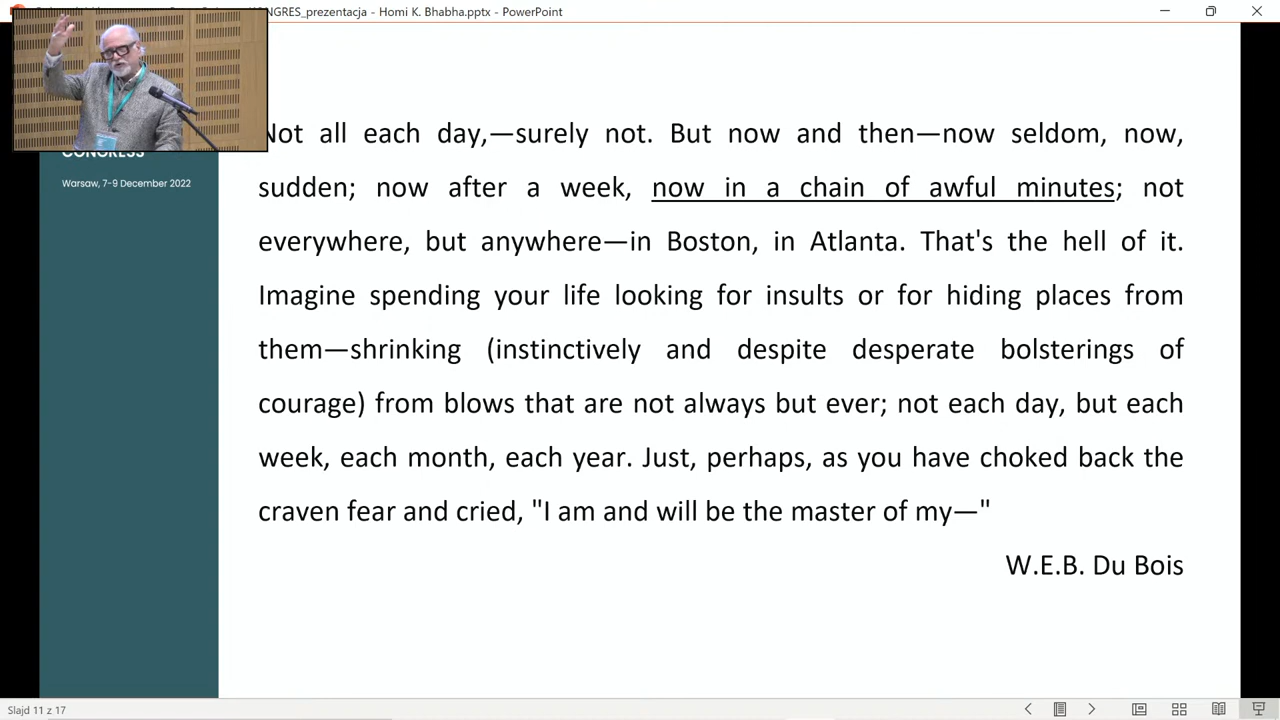 NGRES_prezentacja - Homi K. Bhabha.pptx - PowerPoint
CONGRESS
Warsaw, 7-9 December 2022
Not all each day,—surely not. But now and then—now seldom, now,
sudden; now after a week, now in a chain of awful minutes; not
everywhere, but anywhere—in Boston, in Atlanta. That's the hell of it.
Imagine spending your life looking for insults or for hiding places from
them—shrinking (instinctively and despite desperate bolsterings of
courage) from blows that are not always but ever; not each day, but each
week, each month, each year. Just, perhaps, as you have choked back the
craven fear and cried, "I am and will be the master of my—"
W.E.B. Du Bois
Slajd 11 z 17